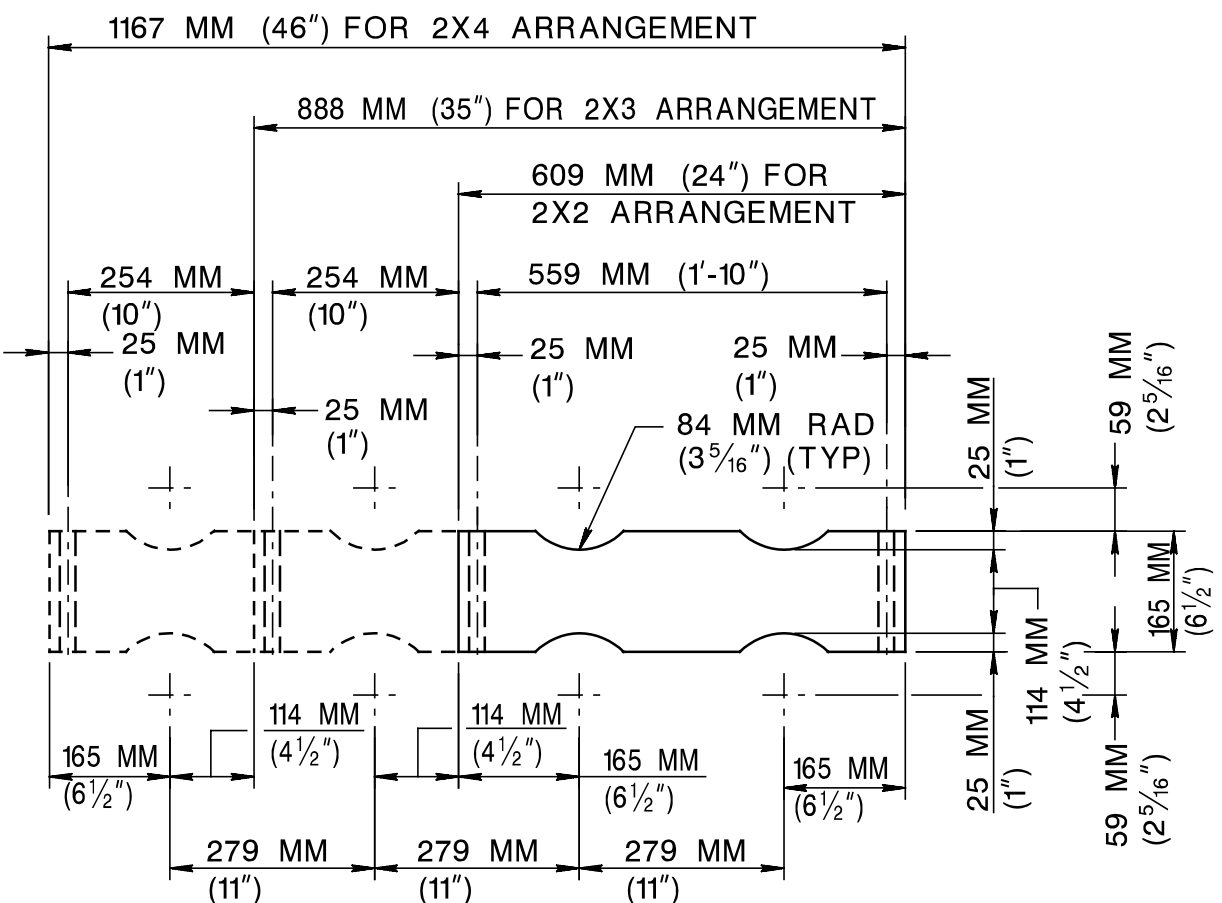 1167 MM (46") FOR 2X4 ARRANGEMENT
888 MM (35") FOR 2X3 ARRANGEMENT
609 MM (24") FOR
2X2 ARRANGEMENT
254 MM
(10")
254 MM
(10")
559 MM (1'-10")
25 MM
(1")
25 MM
(1")
25 MM
(1")
25 MM
(1")
84 MM RAD
(3 5/16") (TYP)
25 MM
(1")
59 MM
(2 5/16")
165 MM
(6 1/2")
114 MM
(4 1/2")
25 MM
(1")
59 MM
(2 5/16")
114 MM
(4 1/2")
114 MM
(4 1/2")
165 MM
(6 1/2")
165 MM
(6 1/2")
165 MM
(6 1/2")
279 MM
(11")
279 MM
(11")
279 MM
(11")